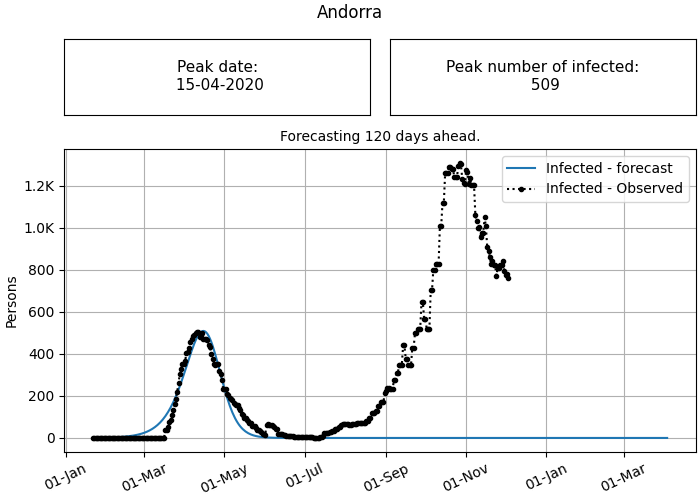 Andorra
Peak date:
15-04-2020
Peak number of infected:
509
Forecasting 120 days ahead.
Infected - forecast
Infected - Observed
Persons
1.2K
1.0K
800
600
400
200
0
01-Jan
01-Mar
01-May
01-Jul
01-Sep
01-Nov
01-Jan
01-Mar